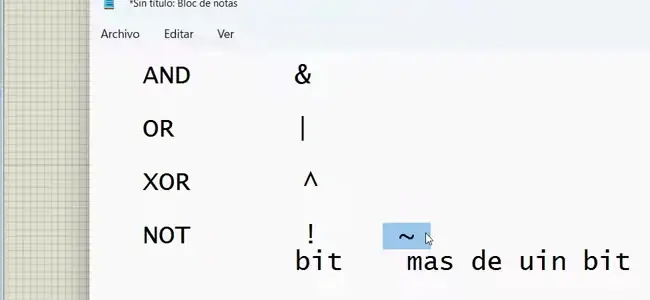 *Sin título: Bloc de notas
Archivo Editar Ver
AND &
OR |
XOR ^
NOT ! ~
bit mas de uin bit